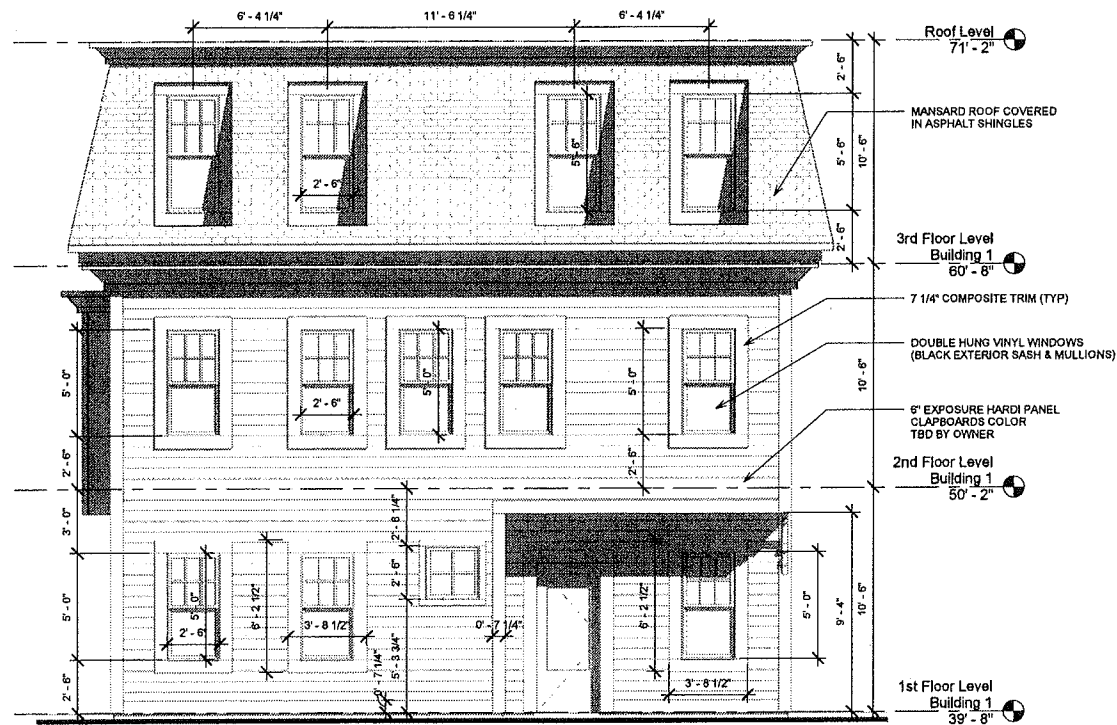 6' - 4 1/4"
11' - 6 1/4"
6' - 4 1/4"
Roof Level
71' - 2"
2' - 6"
MANSARD ROOF COVERED
IN ASPHALT SHINGLES
5' - 6"
5' - 6"
10' - 6"
2' - 6"
2' - 6"
3rd Floor Level
Building 1
60' - 8"
7 1/4" COMPOSITE TRIM (TYP)
DOUBLE HUNG VINYL WINDOWS
(BLACK EXTERIOR SASH & MULLIONS)
5' - 0"
5' - 0"
5' - 0"
10' - 6"
2' - 6"
6" EXPOSURE HARDI PANEL
CLAPBOARDS COLOR
TBD BY OWNER
2' - 6"
2' - 6"
2nd Floor Level
Building 1
50' - 2"
3' - 0"
2' - 8 1/4"
2' - 6"
5' - 0"
5' - 0"
6' - 2 1/2"
6' - 2 1/2"
5' - 0"
9' - 4"
10' - 6"
2' - 6"
3' - 8 1/2"
0' - 7 1/4"
5' - 3 3/4"
0' - 7 1/4"
3' - 8 1/2"
2' - 6"
1st Floor Level
Building 1
39' - 8"